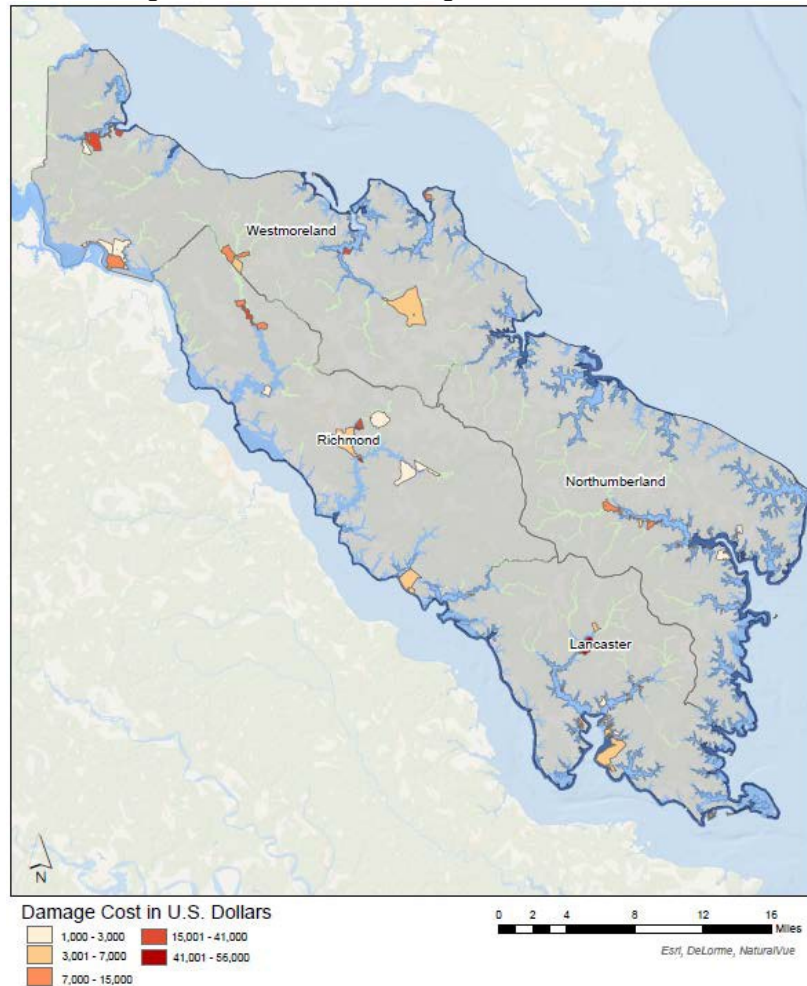 Westmoreland
Richmond
Northumberland
Lancaster
N
Damage Cost in U.S. Dollars
1,000 - 3,000
3,001 - 7,000
7,000 - 15,000
15,001 - 41,000
41,001 - 56,000
0 2 4 8 12 16
Miles
Esri, DeLorme, NaturalVue